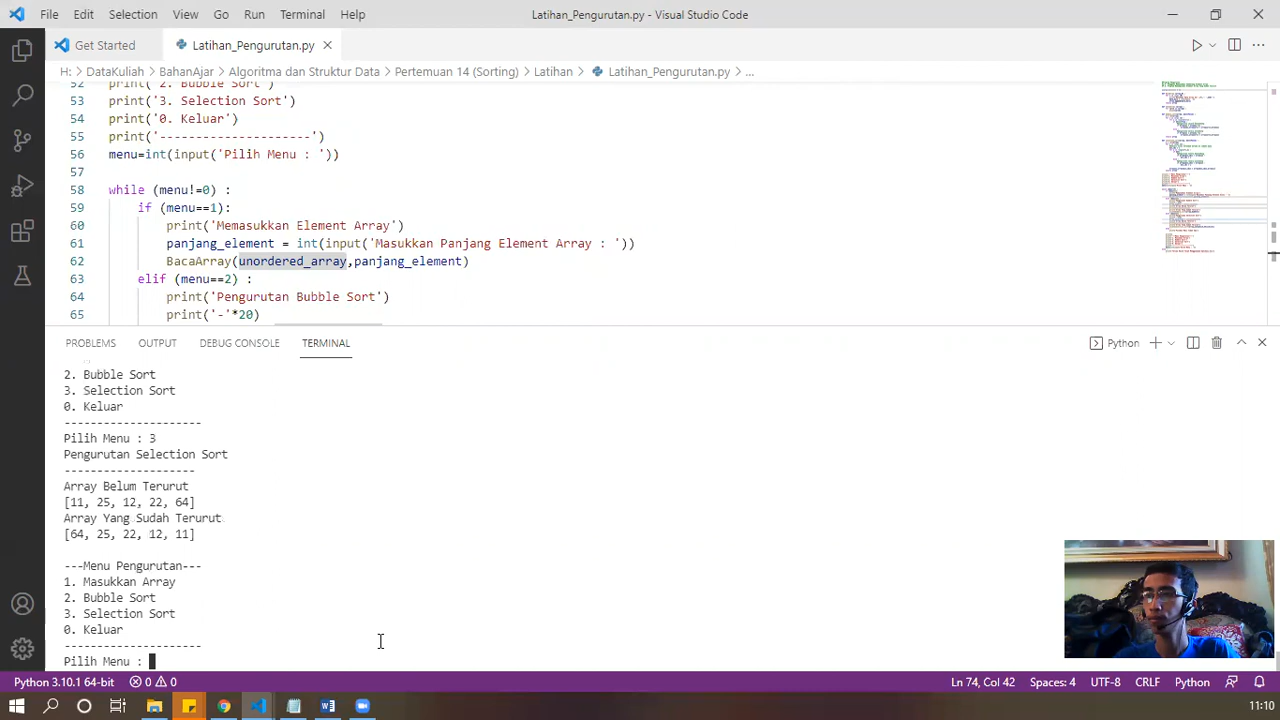 File Edit Selection View Go Run Terminal Help Latihan_Pengurutan.py - Visual Studio Code
Get Started Latihan_Pengurutan.py
H: > DataKuliah > BahanAjar > Algoritma dan Struktur Data > Pertemuan 14 (Sorting) > Latihan > Latihan_Pengurutan.py > ...
52 print('2. Bubble Sort')
53 print('3. Selection Sort')
54 print('0. Keluar')
55 print('---------------------')
56 menu=int(input('Pilih Menu : '))
57
58 while (menu!=0) :
59 if (menu==1):
60 print('Memasukkan Element Array')
61 panjang_element = int(input('Masukkan Panjang Element Array : '))
62 BacaArray(unordered_array,panjang_element)
63 elif (menu==2) :
64 print('Pengurutan Bubble Sort')
65 print('-'*20)
PROBLEMS OUTPUT DEBUG CONSOLE TERMINAL Python
2. Bubble Sort
3. Selection Sort
0. Keluar
---------------------
Pilih Menu : 3
Pengurutan Selection Sort
--------------------
Array Belum Terurut
[11, 25, 12, 22, 64]
Array Yang Sudah Terurut
[64, 25, 22, 12, 11]
---Menu Pengurutan---
1. Masukkan Array
2. Bubble Sort
3. Selection Sort
0. Keluar
---------------------
Pilih Menu :
Python 3.10.1 64-bit 0 0 Ln 74, Col 42 Spaces: 4 UTF-8 CRLF Python
11:10